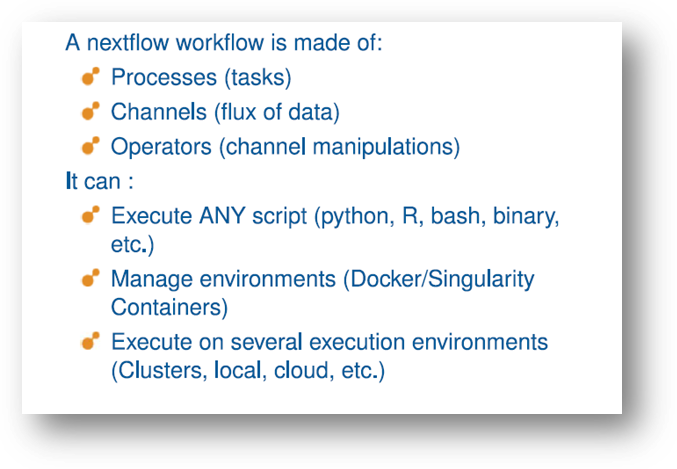 A nextflow workflow is made of:
Processes (tasks)
Channels (flux of data)
Operators (channel manipulations)
It can :
Execute ANY script (python, R, bash, binary,
etc.)
Manage environments (Docker/Singularity
Containers)
Execute on several execution environments
(Clusters, local, cloud, etc.)